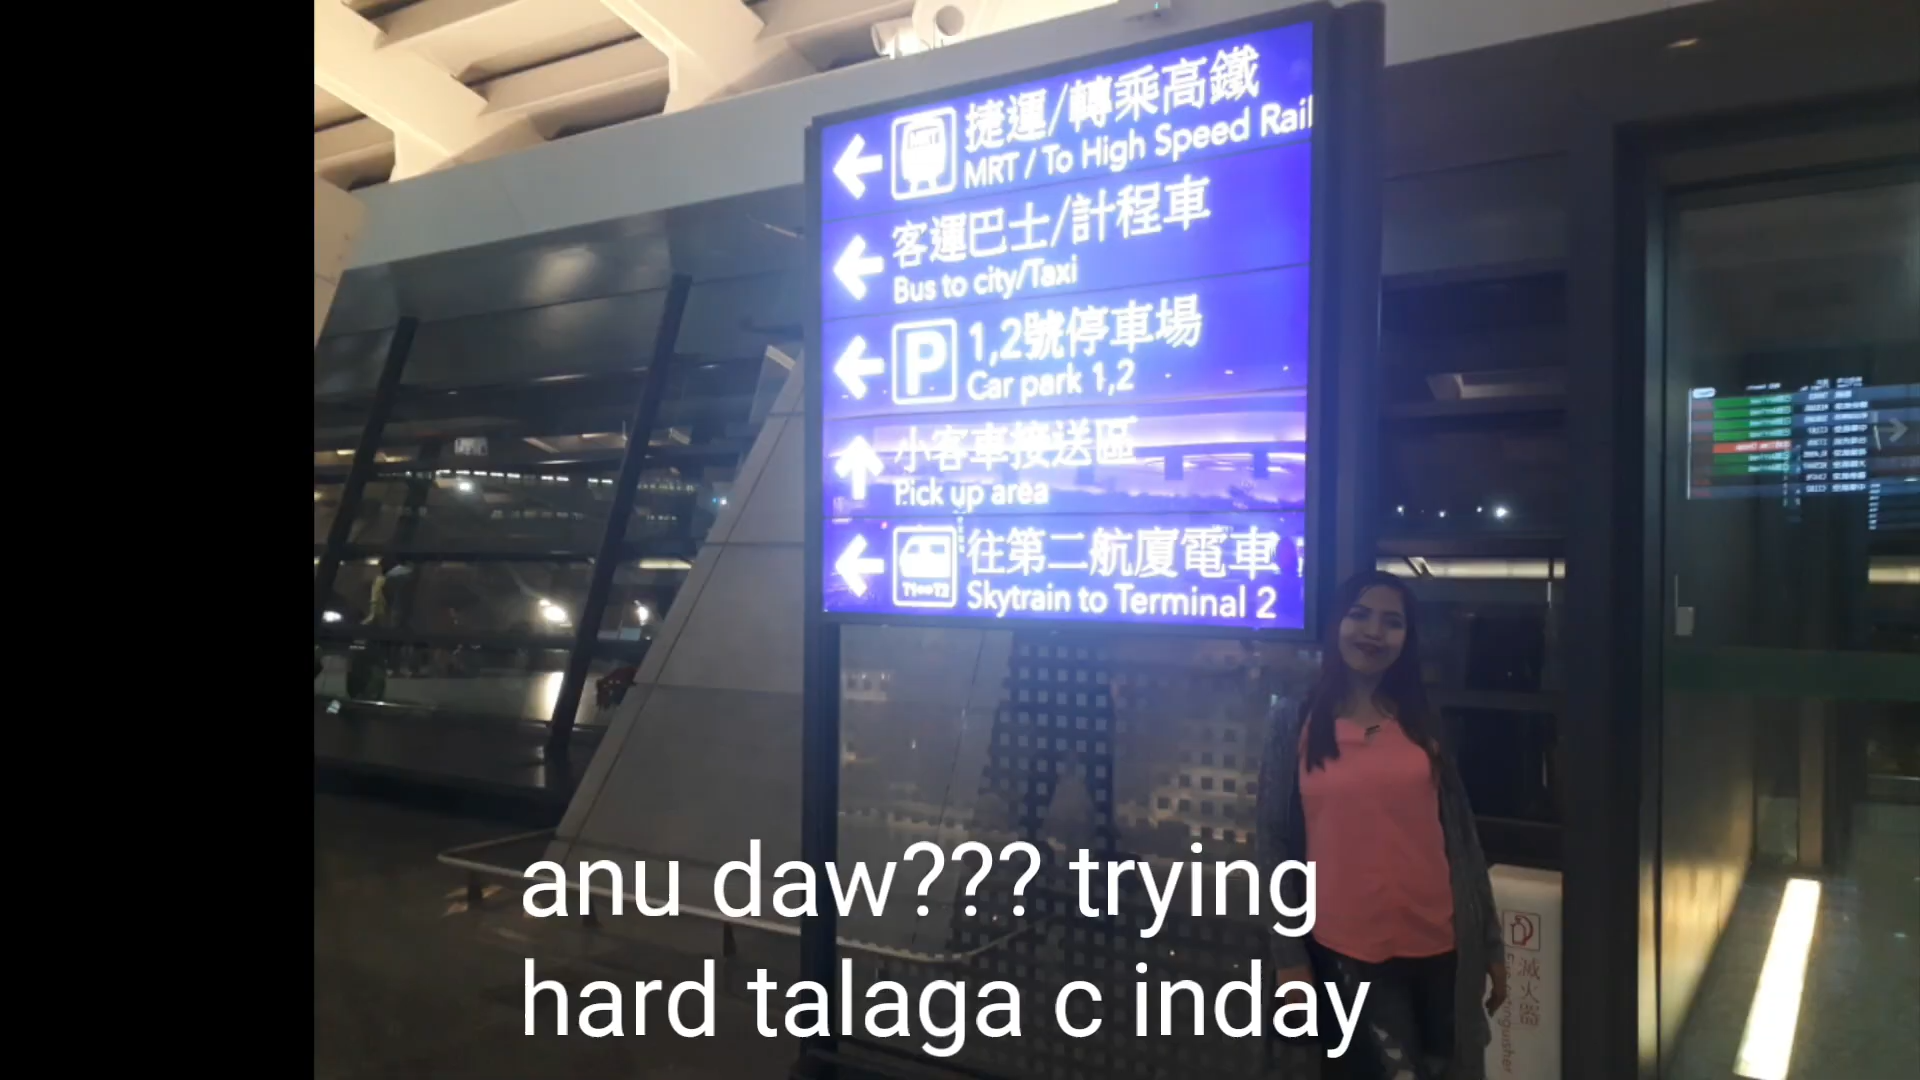 捷運/轉乘高鐵
MRT / To High Speed Rail
客運巴士/計程車
Bus to city/Taxi
P
1,2號停車場
Car park 1,2
小客車接送區
Pick up area
往第二航廈電車
Skytrain to Terminal 2
滅火器
anu daw??? trying
hard talaga c inday